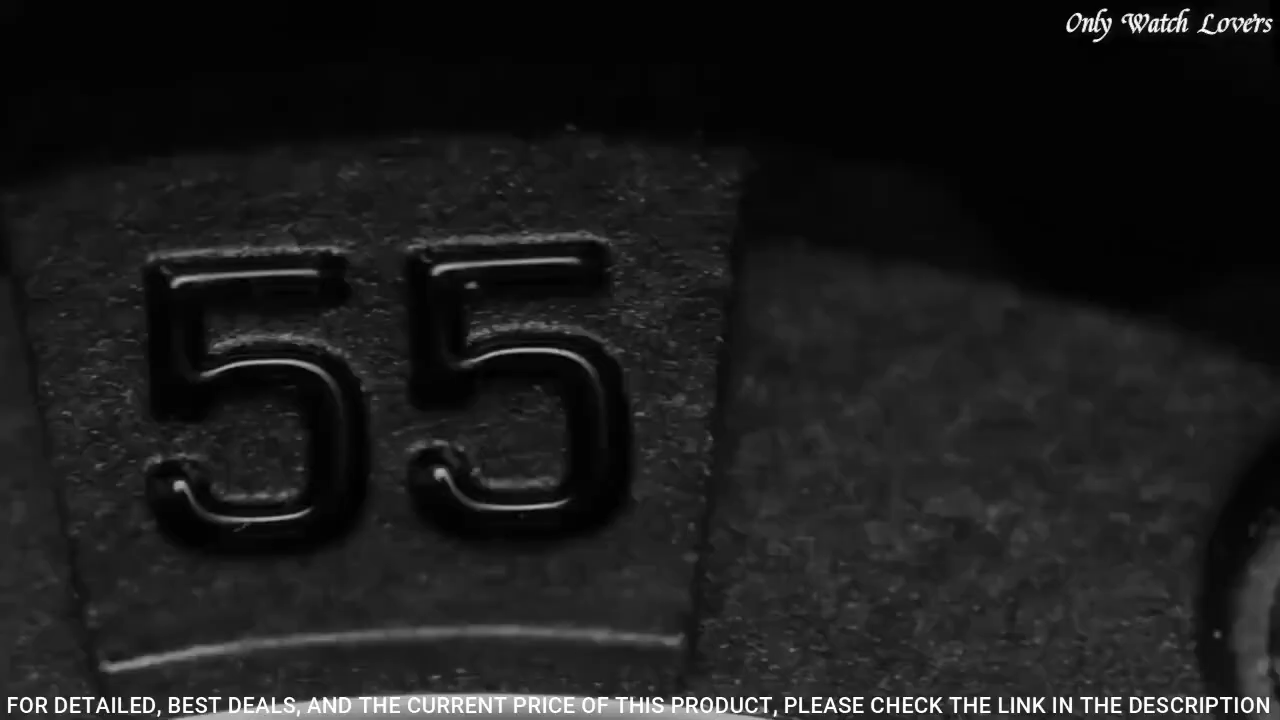 Only Watch Lovers
55
FOR DETAILED, BEST DEALS, AND THE CURRENT PRICE OF THIS PRODUCT, PLEASE CHECK THE LINK IN THE DESCRIPTION